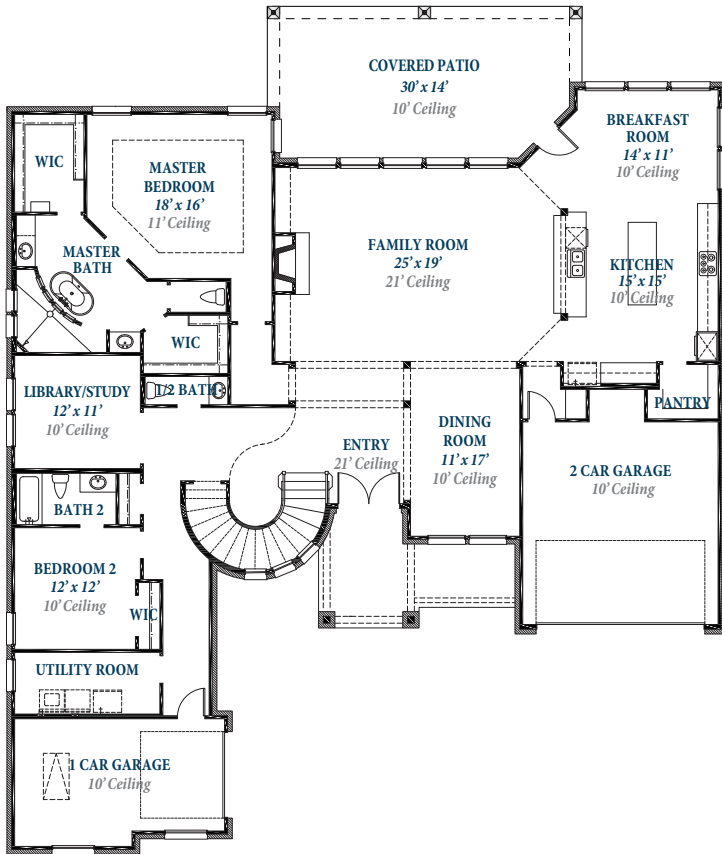 COVERED PATIO
30' x 14'
10' Ceiling
BREAKFAST
ROOM
14' x 11'
10' Ceiling
WIC
MASTER
BEDROOM
18' x 16'
11' Ceiling
MASTER
BATH
FAMILY ROOM
25' x 19'
21' Ceiling
KITCHEN
15' x 15'
10' Ceiling
WIC
LIBRARY/STUDY
12' x 11'
10' Ceiling
2 BATH
PANTRY
ENTRY
21' Ceiling
DINING
ROOM
11' x 17'
10' Ceiling
2 CAR GARAGE
10' Ceiling
BATH 2
BEDROOM 2
12' x 12'
10' Ceiling
WIC
UTILITY ROOM
1 CAR GARAGE
10' Ceiling